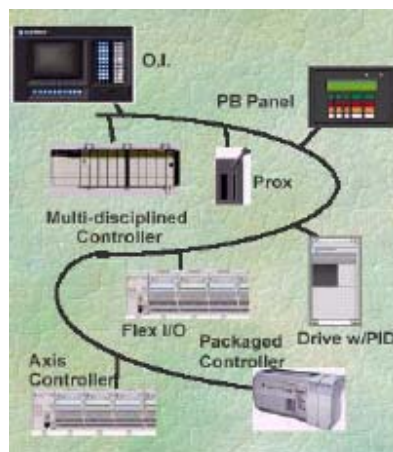 O.I.
PB Panel
Prox
Multi-disciplined
Controller
Flex I/O
Drive w/PID
Packaged
Controller
Axis
Controller